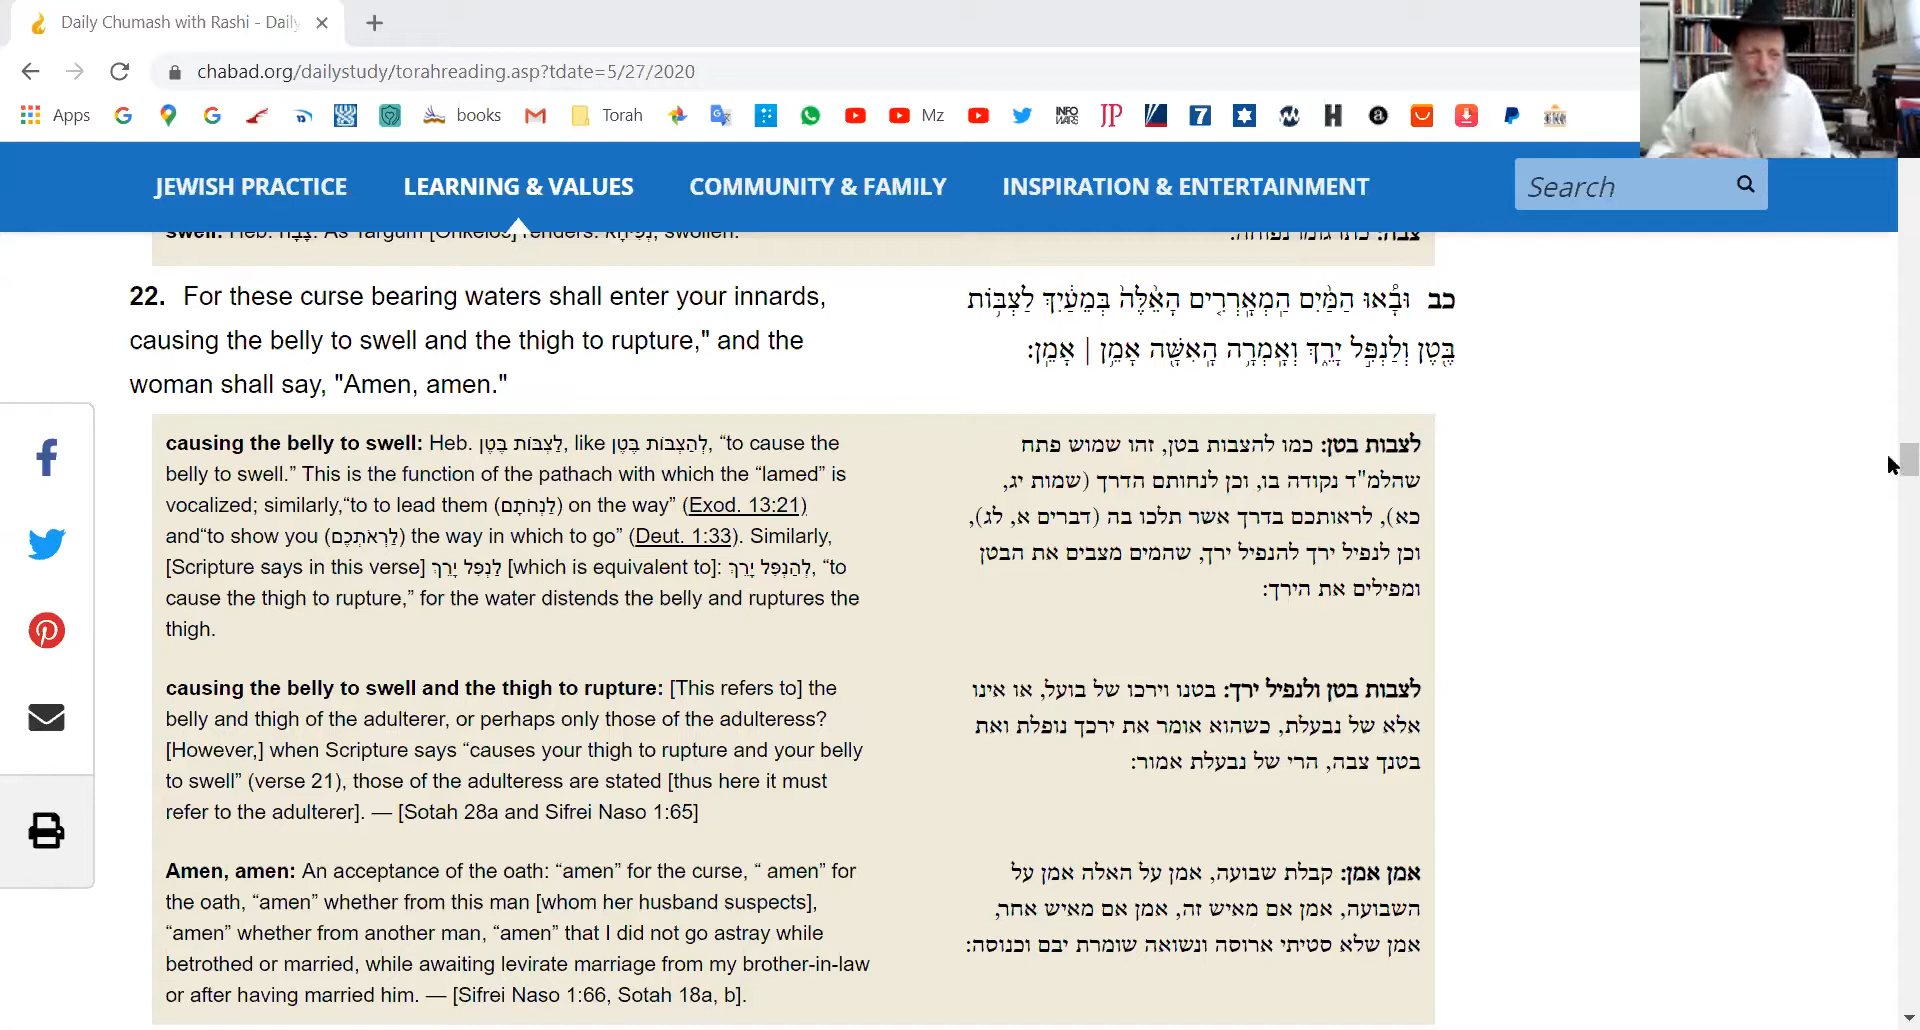 Daily Chumash with Rashi - Daily
chabad.org/dailystudy/torahreading.asp?tdate=5/27/2020
Apps books Torah Mz INFO WARS JP 7 H a
JEWISH PRACTICE LEARNING & VALUES COMMUNITY & FAMILY INSPIRATION & ENTERTAINMENT Search
swell: Heb. צָבָה. As Targum [Onkelos] renders: נְפִיחָא, swollen.
צבה: כתרגומו נפוחה:
22. For these curse bearing waters shall enter your innards,
causing the belly to swell and the thigh to rupture," and the
woman shall say, "Amen, amen."
כב וּבָ֠אוּ הַמַּ֨יִם הַֽמְאָֽרְרִ֤ים הָאֵ֨לֶּה֙ בְּמֵעַ֔יִךְ לַצְבּ֥וֹת
בֶּ֖טֶן וְלַנְפִּ֣ל יָרֵ֑ךְ וְאָֽמְרָ֥ה הָֽאִשָּׁ֖ה אָמֵ֥ן | אָמֵֽן:
causing the belly to swell: Heb. לַצְבּוֹת בֶּטֶן, like לְהַצְבּוֹת בֶּטֶן, “to cause the
belly to swell.” This is the function of the pathach with which the “lamed” is
vocalized; similarly,“to to lead them (לַנְחֹתָם) on the way” (Exod. 13:21)
and“to show you (לַרְאֹתְכֶם) the way in which to go” (Deut. 1:33). Similarly,
[Scripture says in this verse] לַנְפִּל יָרֵךְ [which is equivalent to]: לְהַנְפִּל יָרֵךְ, “to
cause the thigh to rupture,” for the water distends the belly and ruptures the
thigh.
לצבות בטן: כמו להצבות בטן, זהו שמוש פתח
שהלמ"ד נקודה בו, וכן לנחותם הדרך (שמות יג,
כא), לראותכם בדרך אשר תלכו בה (דברים א, לג),
וכן לנפיל ירך להנפיל ירך, שהמים מצבים את הבטן
ומפילים את הירך:
causing the belly to swell and the thigh to rupture: [This refers to] the
belly and thigh of the adulterer, or perhaps only those of the adulteress?
[However,] when Scripture says “causes your thigh to rupture and your belly
to swell” (verse 21), those of the adulteress are stated [thus here it must
refer to the adulterer]. — [Sotah 28a and Sifrei Naso 1:65]
לצבות בטן ולנפיל ירך: בטנו וירכו של בועל, או אינו
אלא של נבעלת, כשהוא אומר את ירכך נופלת ואת
בטנך צבה, הרי של נבעלת אמור:
Amen, amen: An acceptance of the oath: “amen” for the curse, “ amen” for
the oath, “amen” whether from this man [whom her husband suspects],
“amen” whether from another man, “amen” that I did not go astray while
betrothed or married, while awaiting levirate marriage from my brother-in-law
or after having married him. — [Sifrei Naso 1:66, Sotah 18a, b].
אמן אמן: קבלת שבועה, אמן על האלה אמן על
השבועה, אמן אם מאיש זה, אמן אם מאיש אחר,
אמן שלא סטיתי ארוסה ונשואה שומרת יבם וכנוסה: